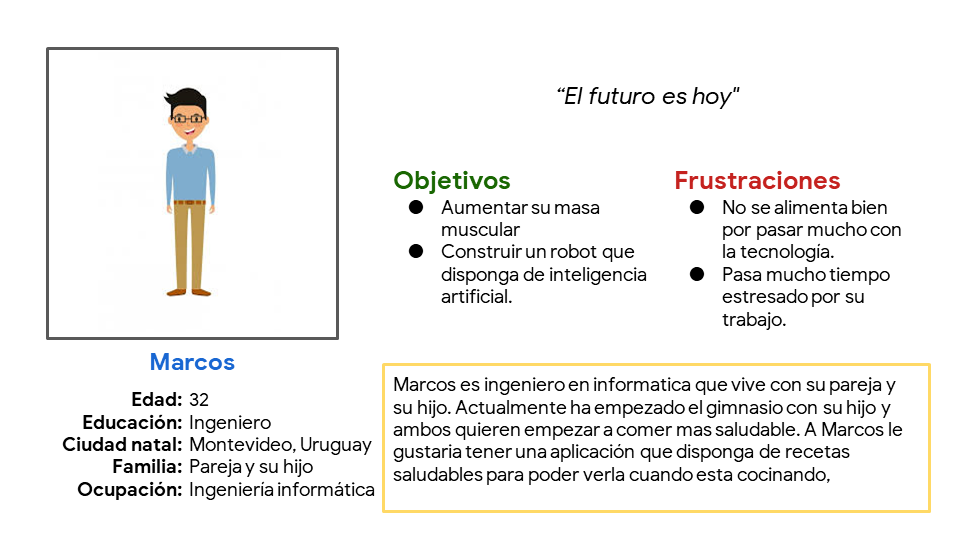 “El futuro es hoy"
Objetivos
● Aumentar su masa
muscular
● Construir un robot que
disponga de inteligencia
artificial.
Frustraciones
● No se alimenta bien
por pasar mucho con
la tecnología.
● Pasa mucho tiempo
estresado por su
trabajo.
Marcos
Edad: 32
Educación: Ingeniero
Ciudad natal: Montevideo, Uruguay
Familia: Pareja y su hijo
Ocupación: Ingeniería informática
Marcos es ingeniero en informatica que vive con su pareja y
su hijo. Actualmente ha empezado el gimnasio con su hijo y
ambos quieren empezar a comer mas saludable. A Marcos le
gustaria tener una aplicación que disponga de recetas
saludables para poder verla cuando esta cocinando,